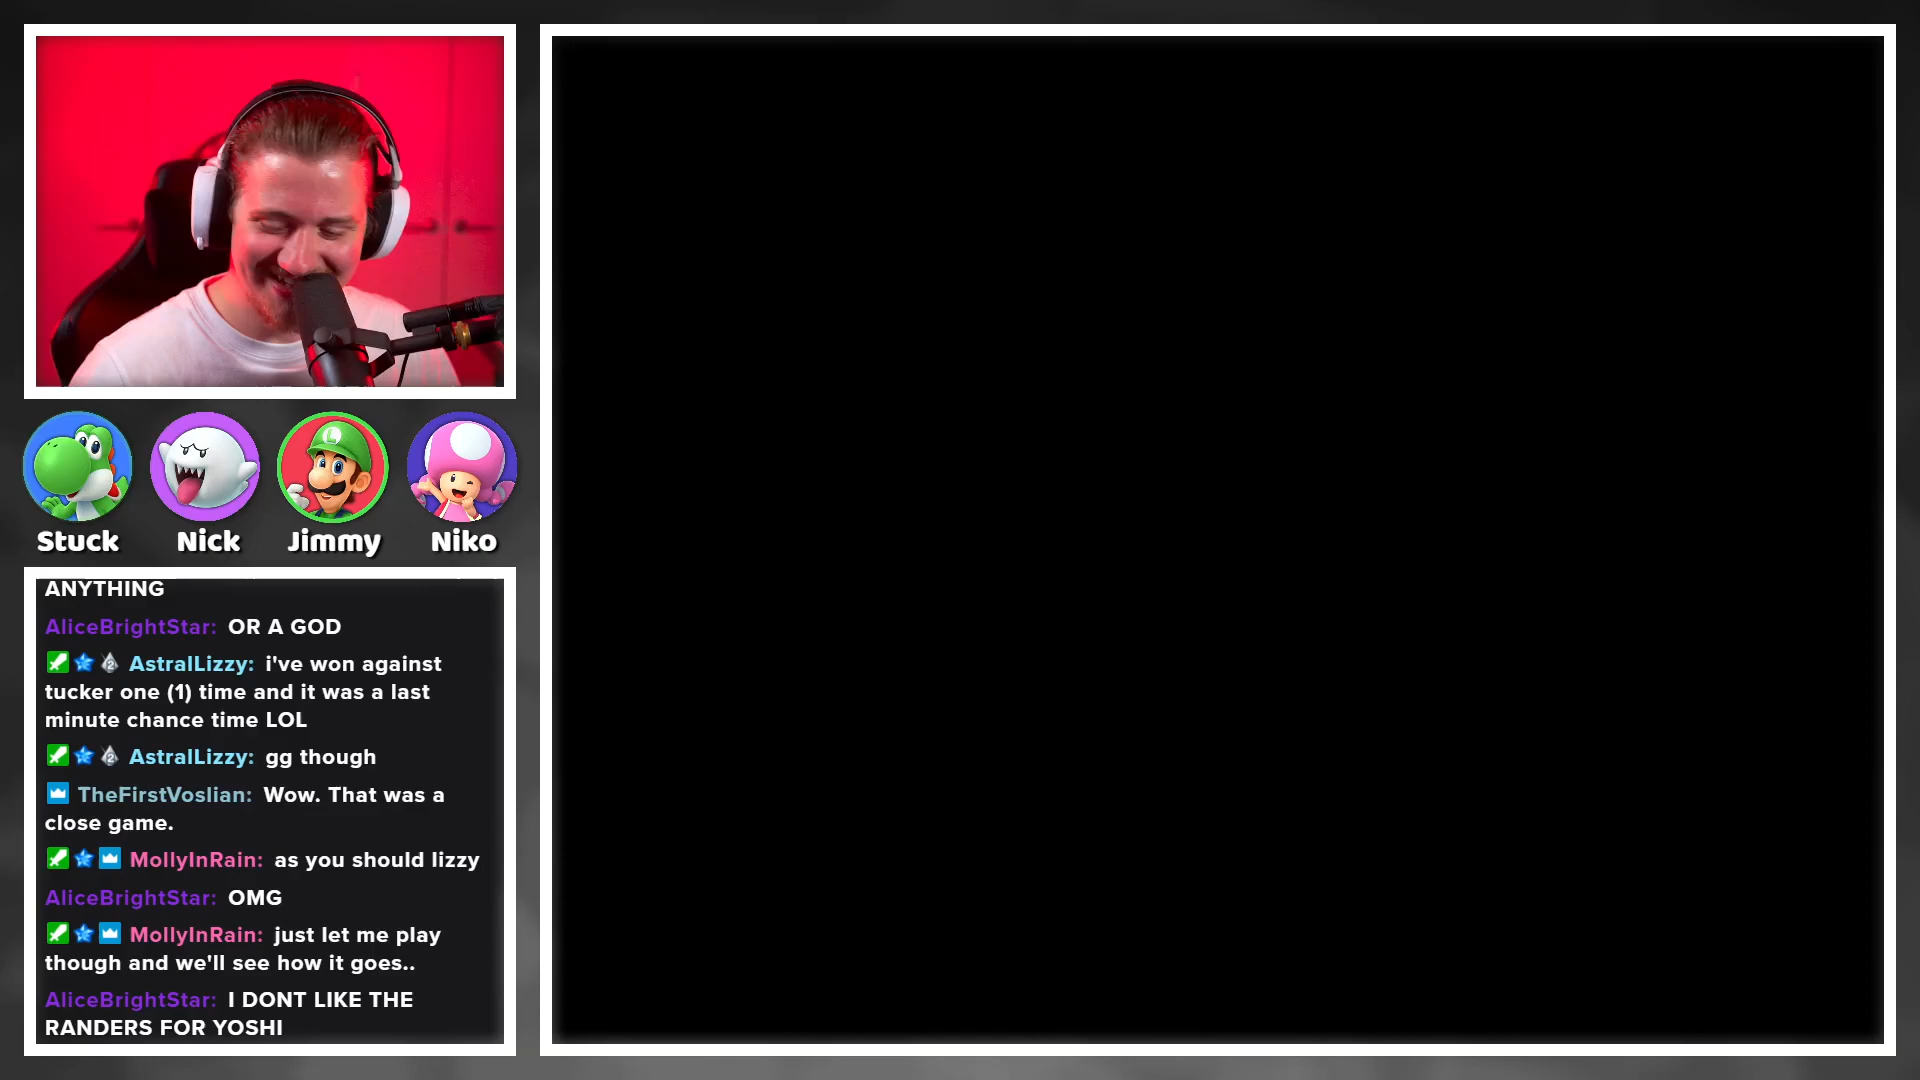 Stuck Nick Jimmy Niko
ANYTHING
AliceBrightStar: OR A GOD
AstralLizzy: i've won against
tucker one (1) time and it was a last
minute chance time LOL
AstralLizzy: gg though
TheFirstVoslian: Wow. That was a
close game.
MollyInRain: as you should lizzy
AliceBrightStar: OMG
MollyInRain: just let me play
though and we'll see how it goes..
AliceBrightStar: I DONT LIKE THE
RANDERS FOR YOSHI